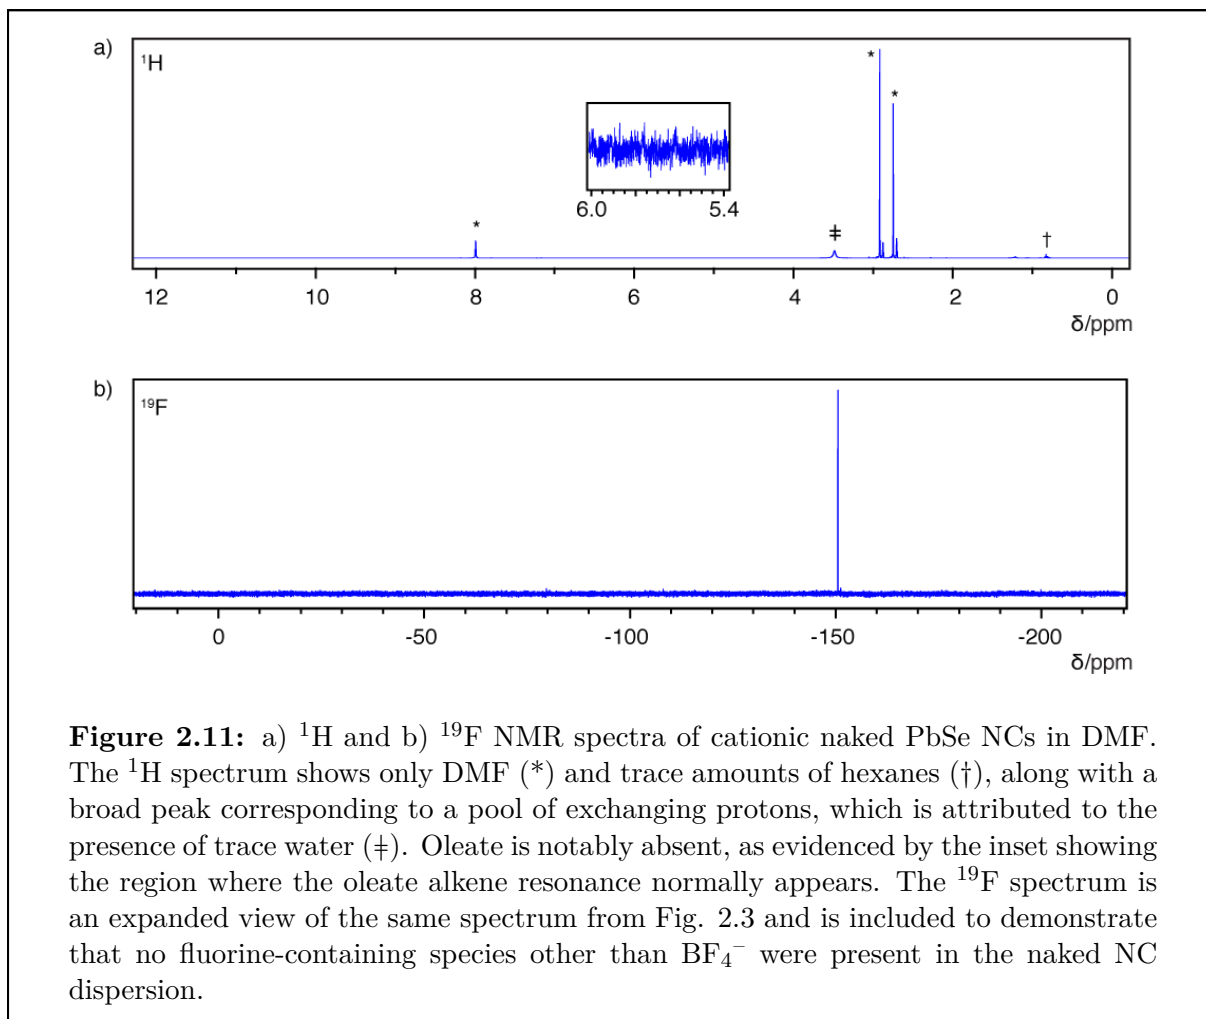 a)
¹H
*
*
*
‡
†
6.0 5.4
12 10 8 6 4 2 0
δ/ppm
b)
¹⁹F
0 -50 -100 -150 -200
δ/ppm
Figure 2.11: a) ¹H and b) ¹⁹F NMR spectra of cationic naked PbSe NCs in DMF.
The ¹H spectrum shows only DMF (*) and trace amounts of hexanes (†), along with a
broad peak corresponding to a pool of exchanging protons, which is attributed to the
presence of trace water (‡). Oleate is notably absent, as evidenced by the inset showing
the region where the oleate alkene resonance normally appears. The ¹⁹F spectrum is
an expanded view of the same spectrum from Fig. 2.3 and is included to demonstrate
that no fluorine-containing species other than BF₄⁻ were present in the naked NC
dispersion.